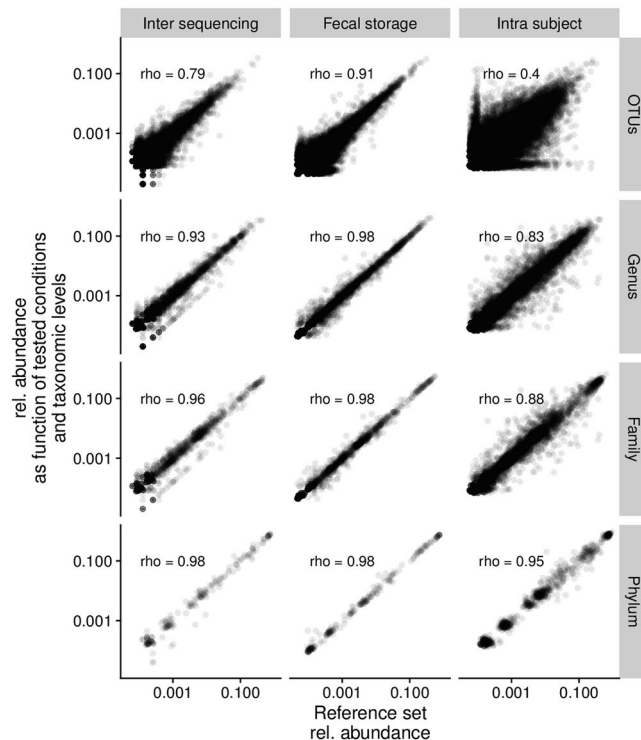 Inter sequencing
Fecal storage
Intra subject
rho = 0.79
rho = 0.91
rho = 0.4
0.100
0.001
OTUs
rho = 0.93
rho = 0.98
rho = 0.83
0.100
0.001
Genus
rel. abundance
as function of tested conditions
and taxonomic levels
rho = 0.96
rho = 0.98
rho = 0.88
0.100
0.001
Family
rho = 0.98
rho = 0.98
rho = 0.95
0.100
0.001
Phylum
0.001
0.100
0.001
0.100
0.001
0.100
Reference set
rel. abundance